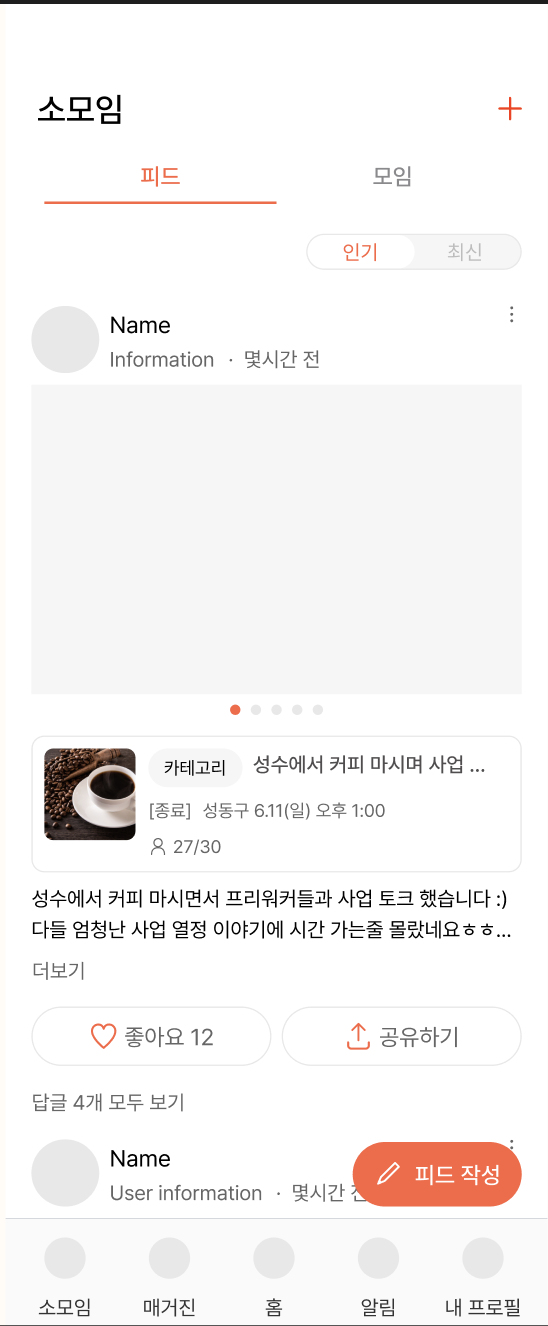 소모임
피드 모임
인기 최신
Name
Information · 몇시간 전
카테고리 성수에서 커피 마시며 사업 ...
[종료] 성동구 6.11(일) 오후 1:00
27/30
성수에서 커피 마시면서 프리워커들과 사업 토크 했습니다 :)
다들 엄청난 사업 열정 이야기에 시간 가는줄 몰랐네요ㅎㅎ...
더보기
좋아요 12 공유하기
답글 4개 모두 보기
Name
User information · 몇시간
피드 작성
소모임 매거진 홈 알림 내 프로필